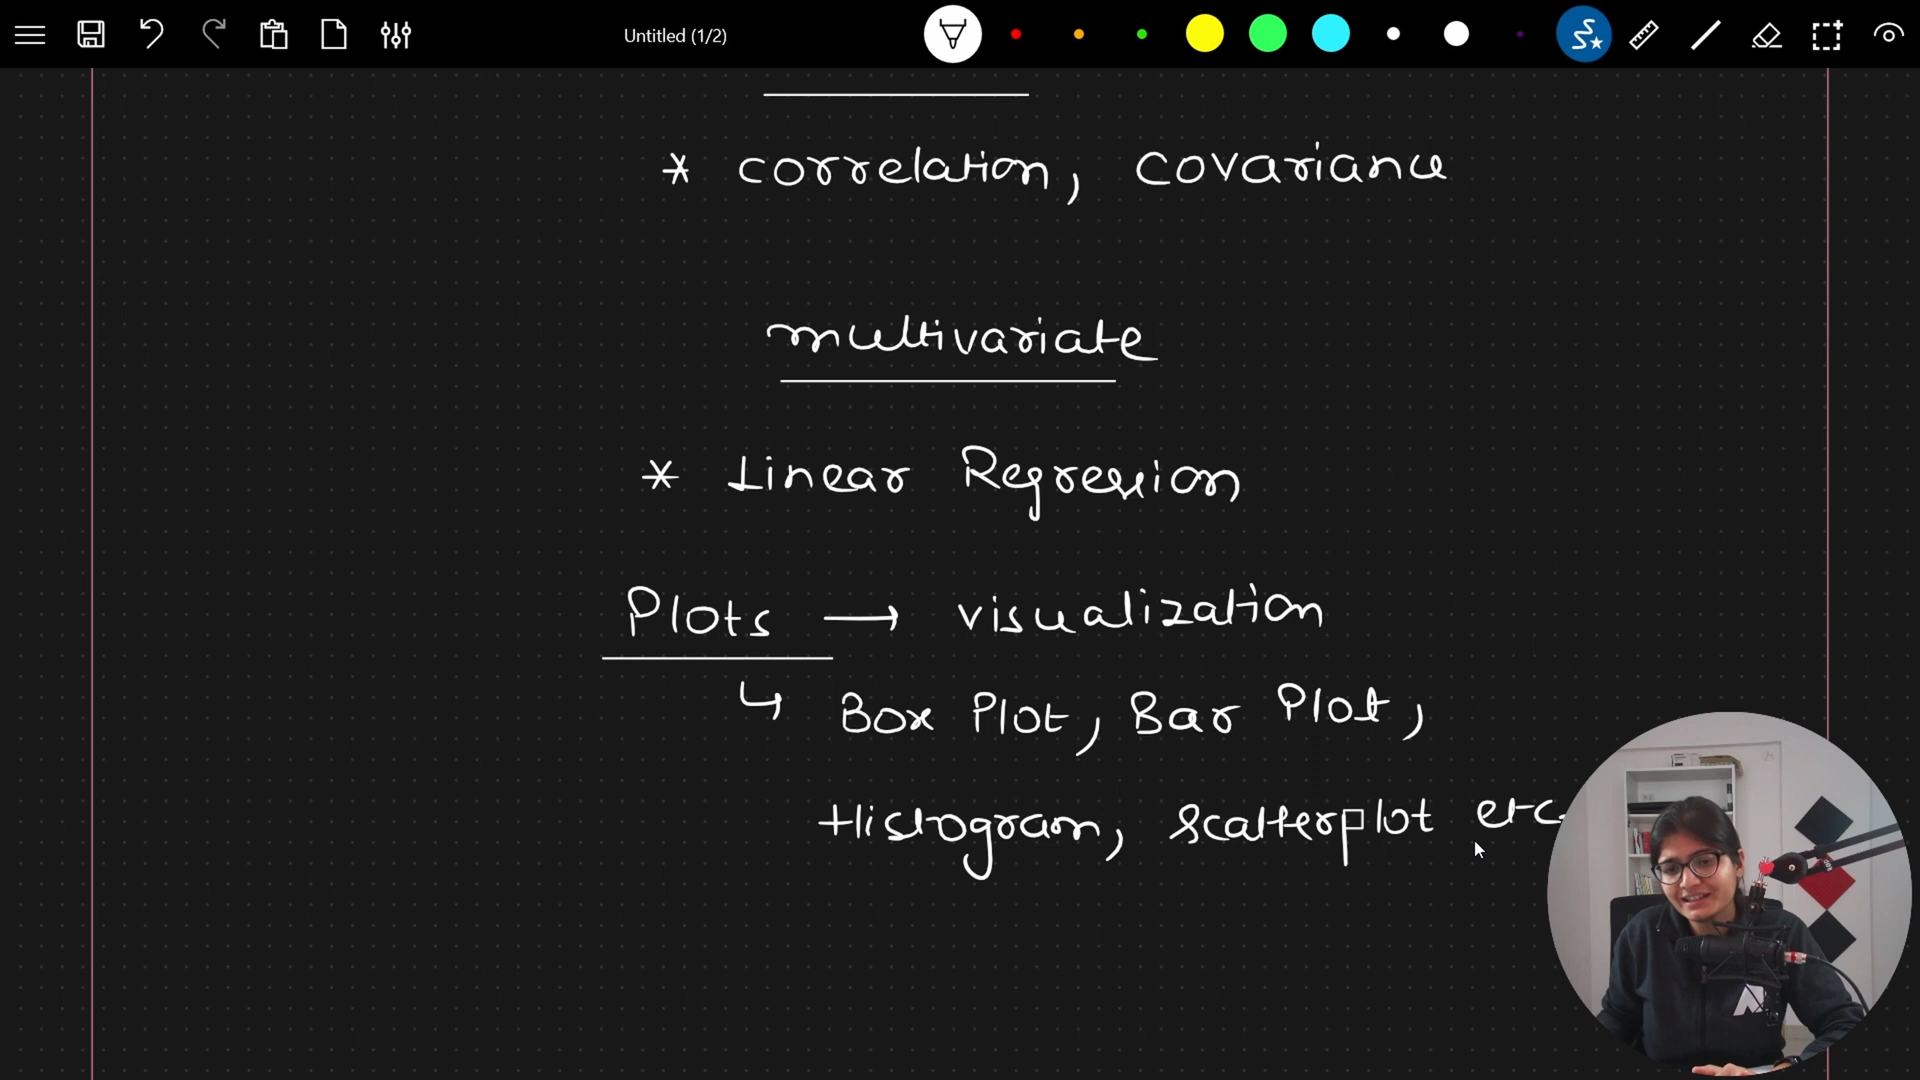 Untitled (1/2)
* correlation, covariance
multivariate
* Linear Regression
Plots → visualization
↳ Box Plot, Bar Plot,
Histogram, scatterplot etc.